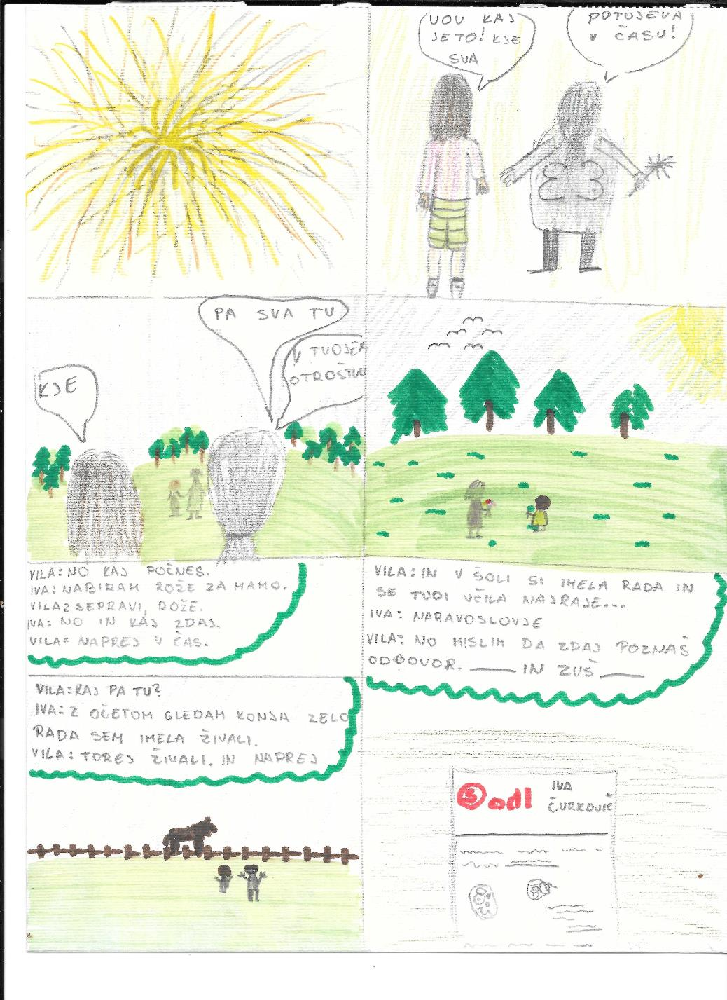 UOU KAJ
JE TO! KJE
SVA
POTUJEVA
V ČASU!
KJE
PA SVA TU
V TVOJEM
OTROŠTVU
VILA: NO KAJ POČNEŠ.
IVA: NABIRAM ROŽE ZA MAMO.
VILA: SEPRAVI, ROŽE.
IVA: NO IN KAJ ZDAJ.
VILA: NAPREJ V ČAS.
VILA: IN V ŠOLI SI IMELA RADA IN
SE TUDI UČILA NAJRAJE...
IVA: NARAVOSLOVJE
VILA: NO MISLIM DA ZDAJ POZNAŠ
ODGOVOR. ____ IN ZUŠ ____
VILA: KAJ PA TU?
IVA: Z OČETOM GLEDAM KONJA ZELO
RADA SEM IMELA ŽIVALI.
VILA: TOREJ ŽIVALI. IN NAPREJ
5 odl
IVA
ČURKOVIČ